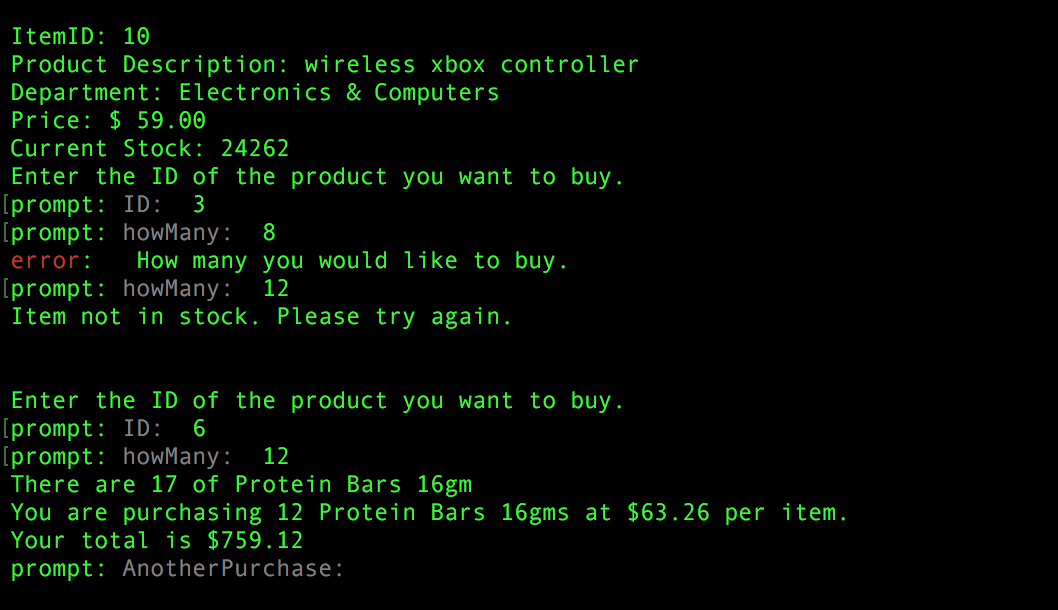 ItemID: 10
Product Description: wireless xbox controller
Department: Electronics & Computers
Price: $ 59.00
Current Stock: 24262
Enter the ID of the product you want to buy.
[prompt: ID:  3
[prompt: howMany:  8
error:   How many you would like to buy.
[prompt: howMany:  12
Item not in stock. Please try again.
Enter the ID of the product you want to buy.
[prompt: ID:  6
[prompt: howMany:  12
There are 17 of Protein Bars 16gm
You are purchasing 12 Protein Bars 16gms at $63.26 per item.
Your total is $759.12
prompt: AnotherPurchase: